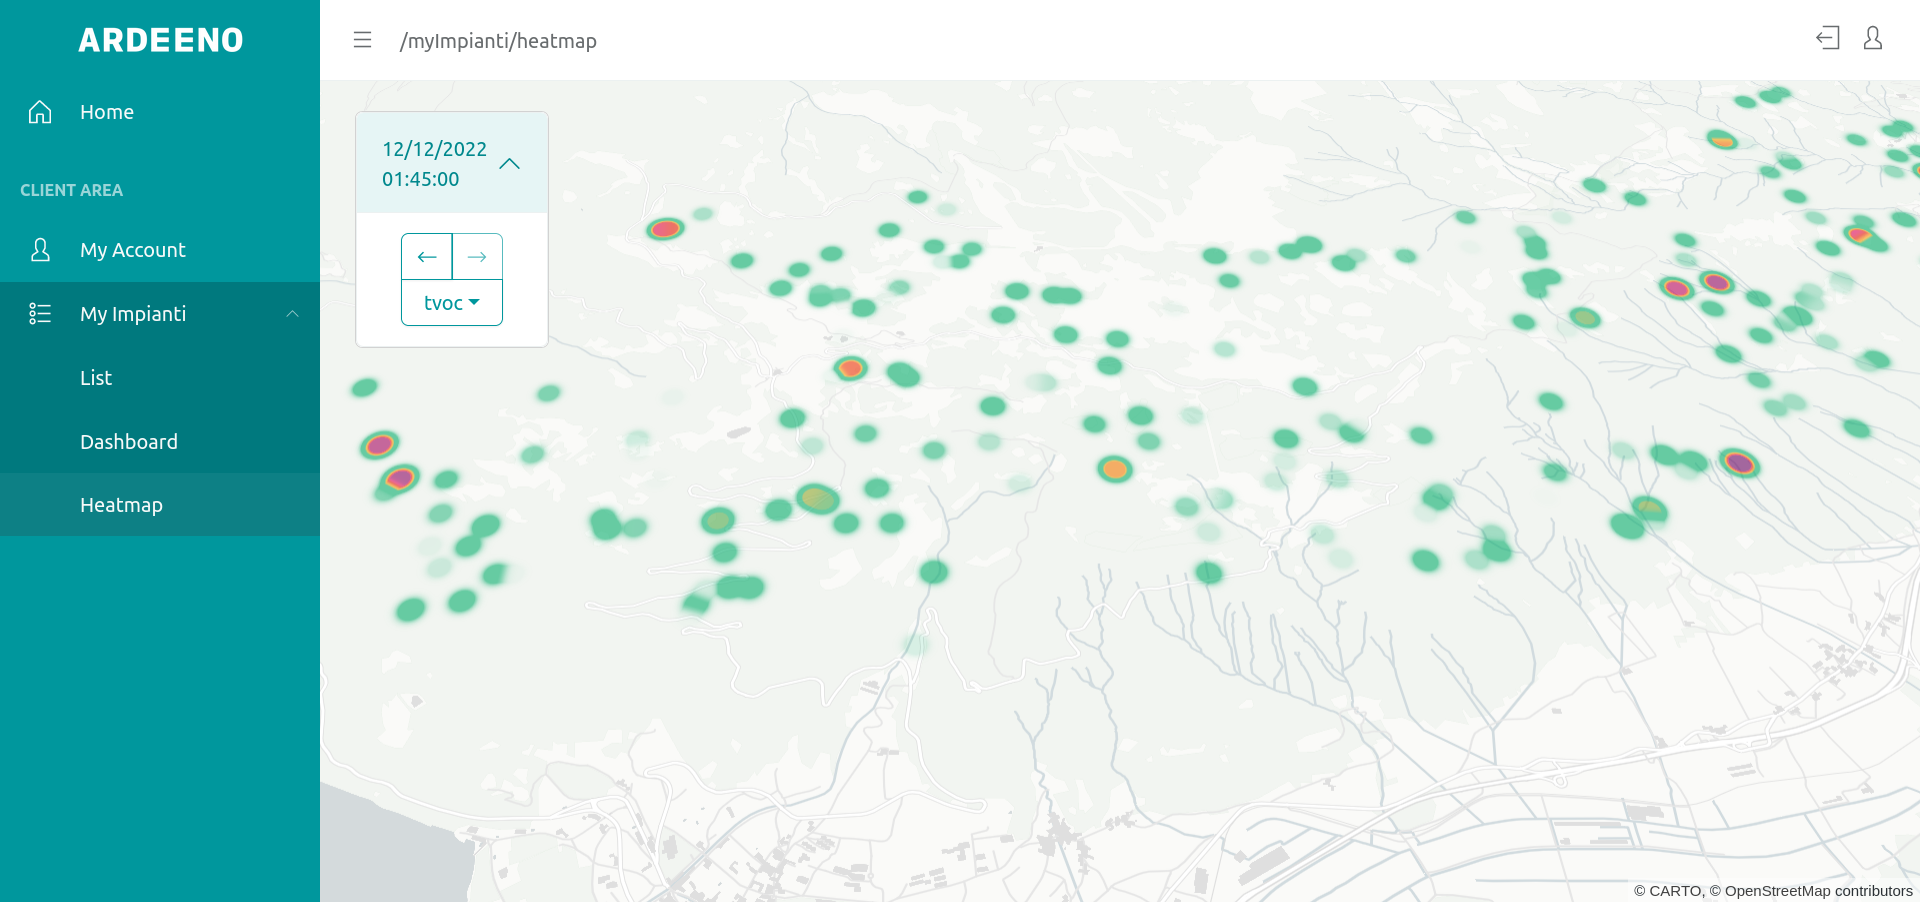 ARDEENO
Home
CLIENT AREA
My Account
My Impianti
List
Dashboard
Heatmap
/myImpianti/heatmap
12/12/2022
01:45:00
tvoc
© CARTO, © OpenStreetMap contributors